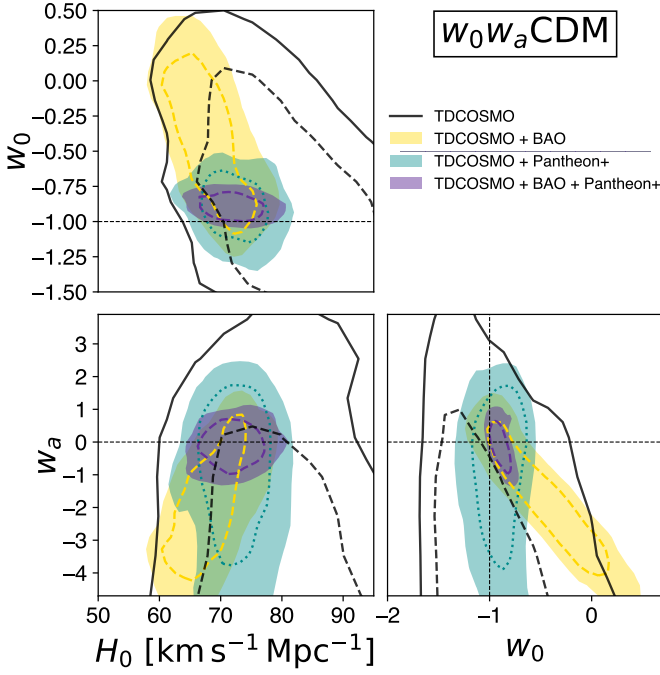 w₀wₐCDM
0.50
0.25
0.00
−0.25
−0.50
−0.75
−1.00
−1.25
−1.50
w₀
TDCOSMO
TDCOSMO + BAO
TDCOSMO + Pantheon+
TDCOSMO + BAO + Pantheon+
3
2
1
0
−1
−2
−3
−4
wₐ
50 60 70 80 90
−2 −1 0
H₀ [km s⁻¹ Mpc⁻¹]
w₀